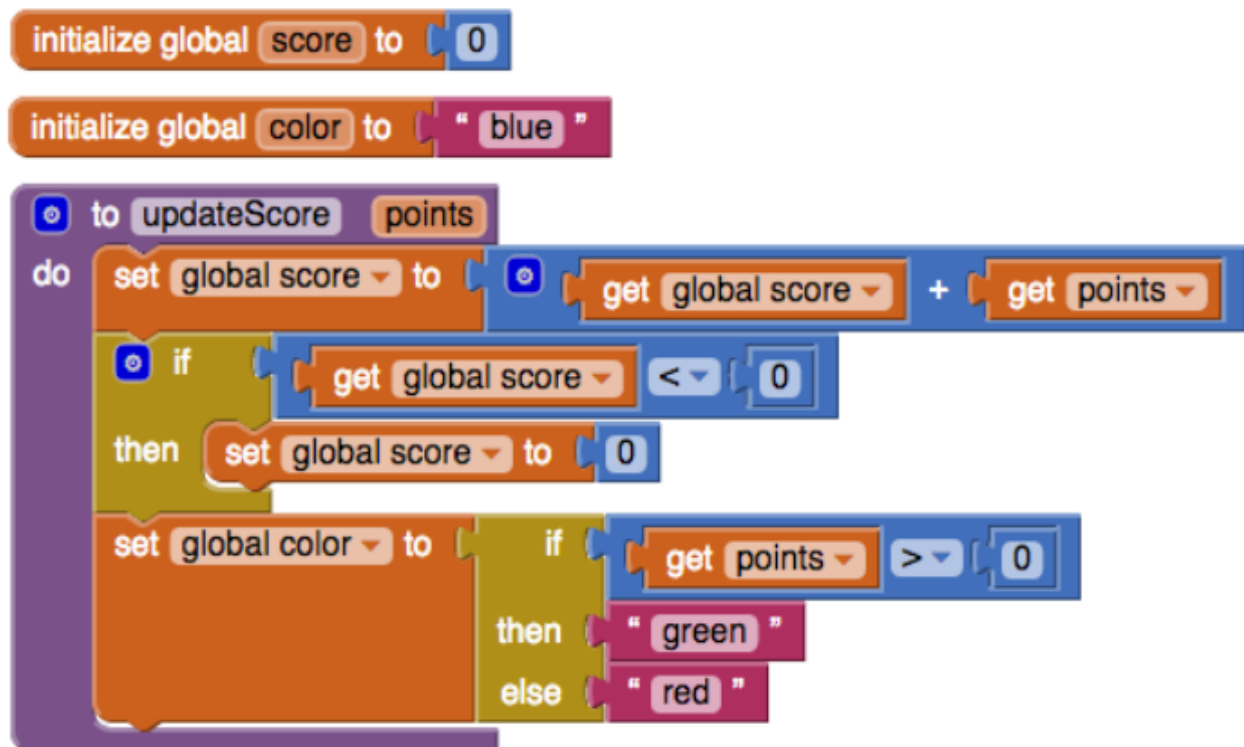 initialize global score to 0
initialize global color to “ blue ”
to updateScore points
do set global score to get global score + get points
if get global score < 0
then set global score to 0
set global color to if get points > 0
then “ green ”
else “ red ”